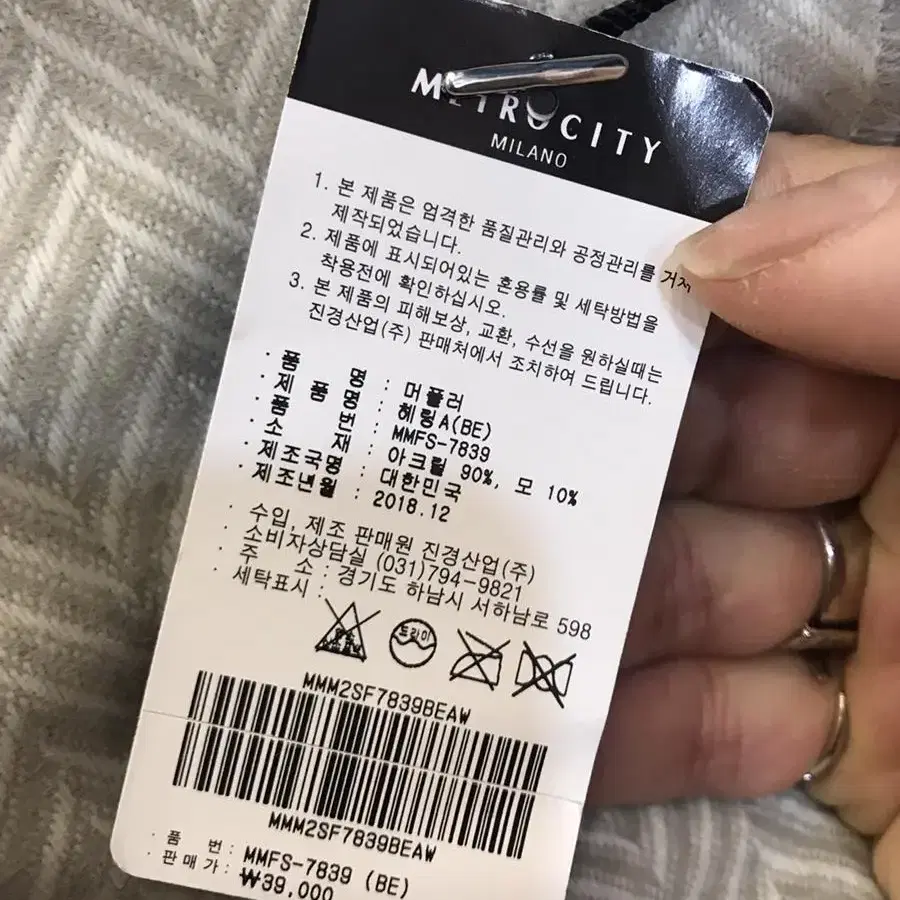 METROCITY
MILANO
1. 본 제품은 엄격한 품질관리와 공정관리를 거쳐
제작되었습니다.
2. 제품에 표시되어있는 혼용률 및 세탁방법을
착용전에 확인하십시오.
3. 본 제품의 피해보상, 교환, 수선을 원하실때는
진경산업(주) 판매처에서 조치하여 드립니다.
· 품 명 : 머플러
· 제 품 명 : 헤링A(BE)
· 품 번 : MMFS-7839
· 소 재 : 아크릴 90%, 모 10%
· 제조국명 : 대한민국
· 제조년월 : 2018.12
· 수입, 제조 판매원 진경산업(주)
· 소비자상담실 (031)794-9821
· 주 소 : 경기도 하남시 서하남로 598
· 세탁표시 :
드라이
MMM2SF7839BEAW
MMM2SF7839BEAW
· 품 번 : MMFS-7839 (BE)
· 판매가 : ₩39,000